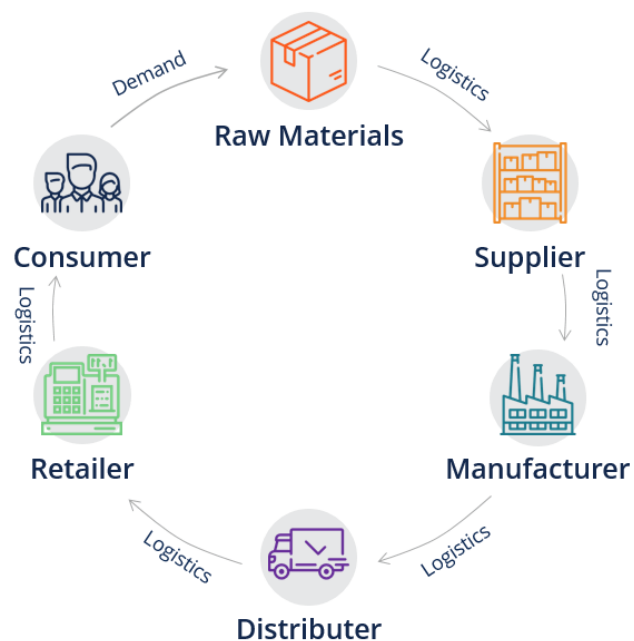 Demand
Raw Materials
Logistics
Supplier
Logistics
Manufacturer
Logistics
Distributer
Logistics
Retailer
Logistics
Consumer